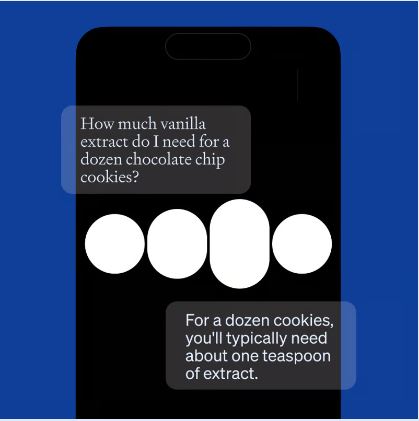 How much vanilla
extract do I need for a
dozen chocolate chip
cookies?
For a dozen cookies,
you'll typically need
about one teaspoon
of extract.